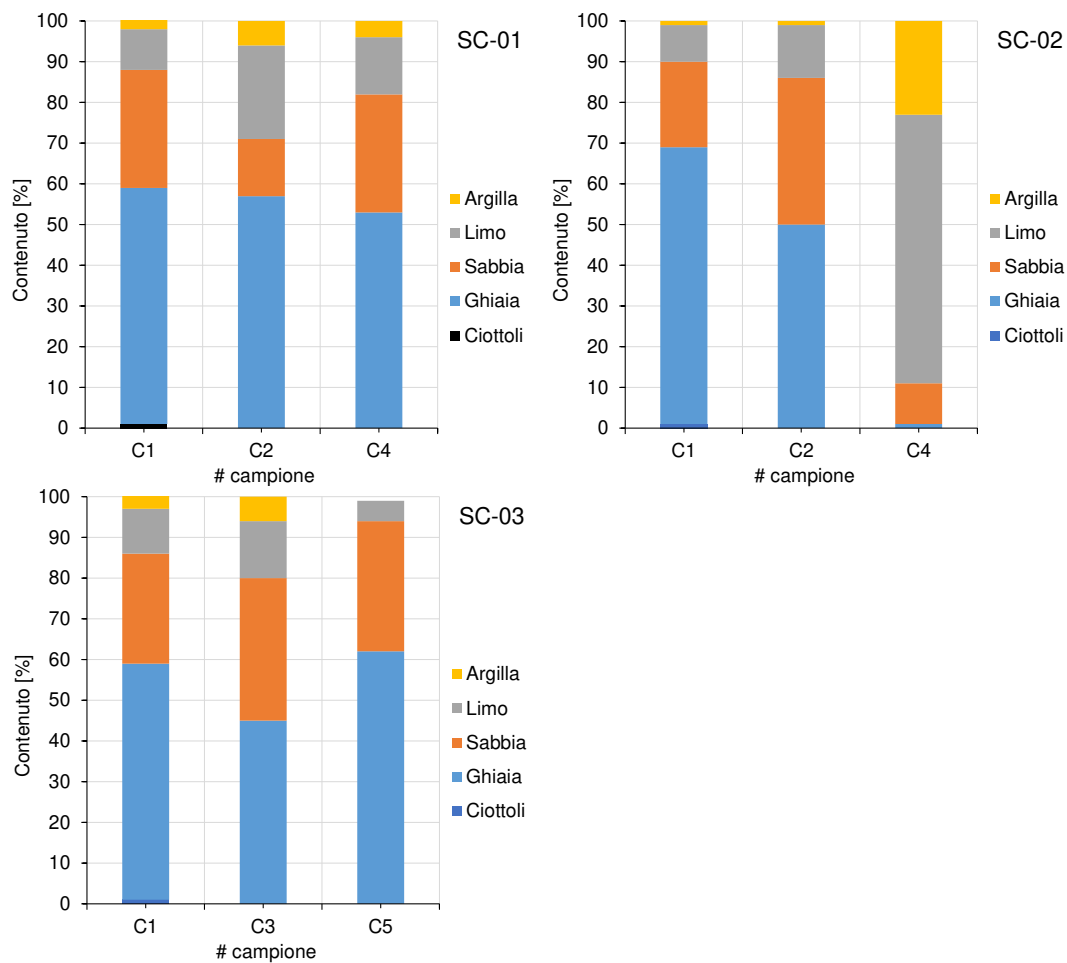 SC-01
Contenuto [%]
100
90
80
70
60
50
40
30
20
10
0
C1 C2 C4
# campione
Argilla
Limo
Sabbia
Ghiaia
Ciottoli
SC-02
Contenuto [%]
100
90
80
70
60
50
40
30
20
10
0
C1 C2 C4
# campione
Argilla
Limo
Sabbia
Ghiaia
Ciottoli
SC-03
Contenuto [%]
100
90
80
70
60
50
40
30
20
10
0
C1 C3 C5
# campione
Argilla
Limo
Sabbia
Ghiaia
Ciottoli